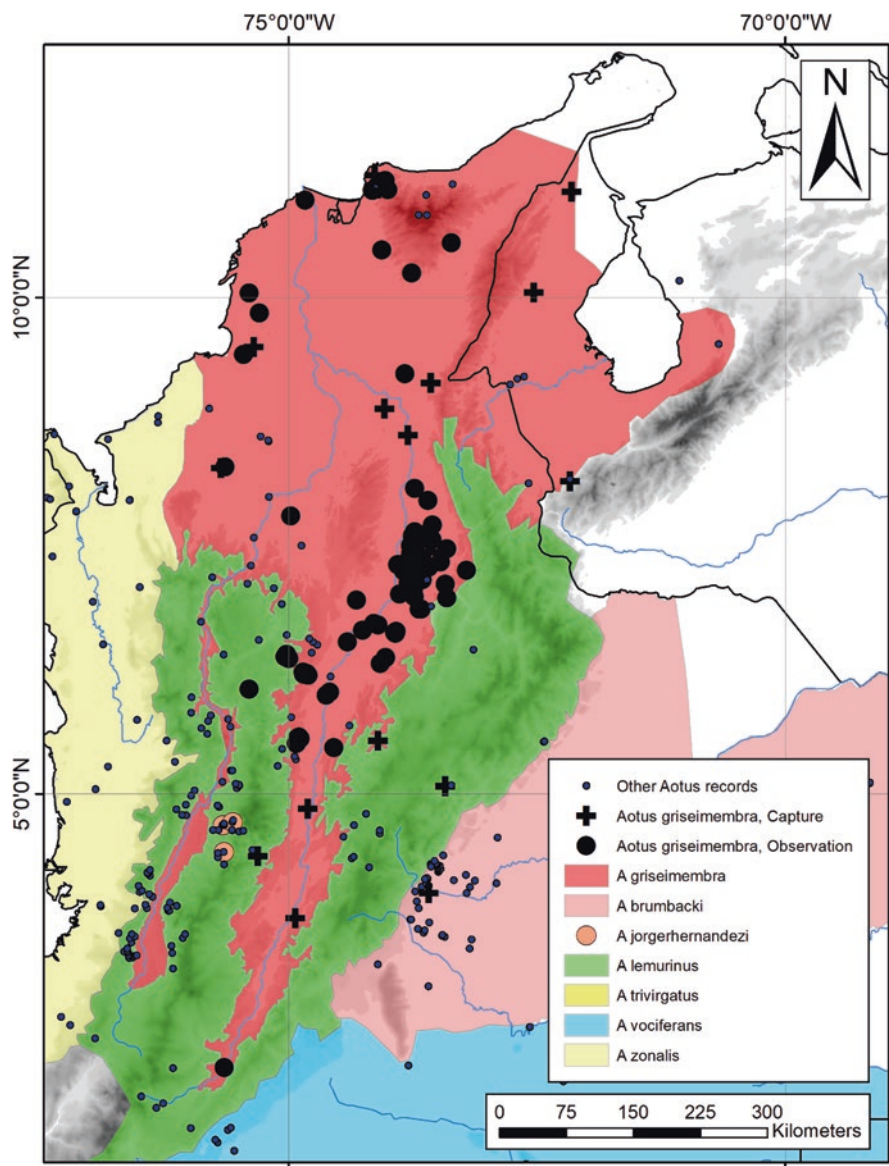 75°0'0"W
70°0'0"W
N
10°0'0"N
5°0'0"N
Other Aotus records
Aotus griseimembra, Capture
Aotus griseimembra, Observation
A griseimembra
A brumbacki
A jorgerhernandezi
A lemurinus
A trivirgatus
A vociferans
A zonalis
0 75 150 225 300
Kilometers